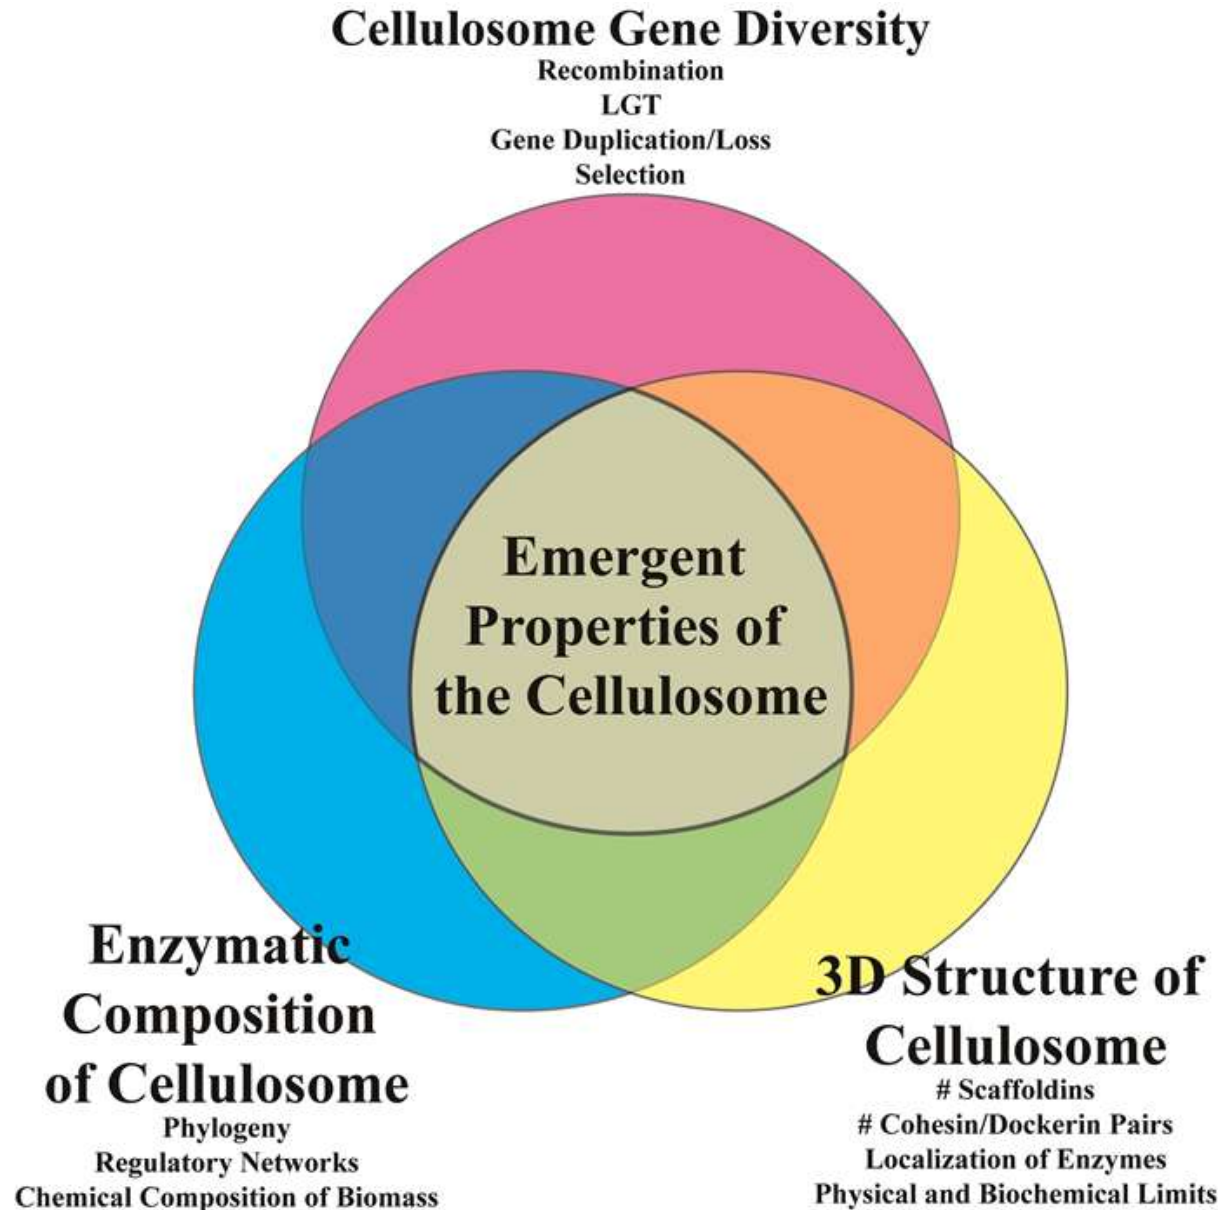 Cellulosome Gene Diversity
Recombination
LGT
Gene Duplication/Loss
Selection
Emergent
Properties of
the Cellulosome
Enzymatic
Composition
of Cellulosome
Phylogeny
Regulatory Networks
Chemical Composition of Biomass
3D Structure of
Cellulosome
# Scaffoldins
# Cohesin/Dockerin Pairs
Localization of Enzymes
Physical and Biochemical Limits